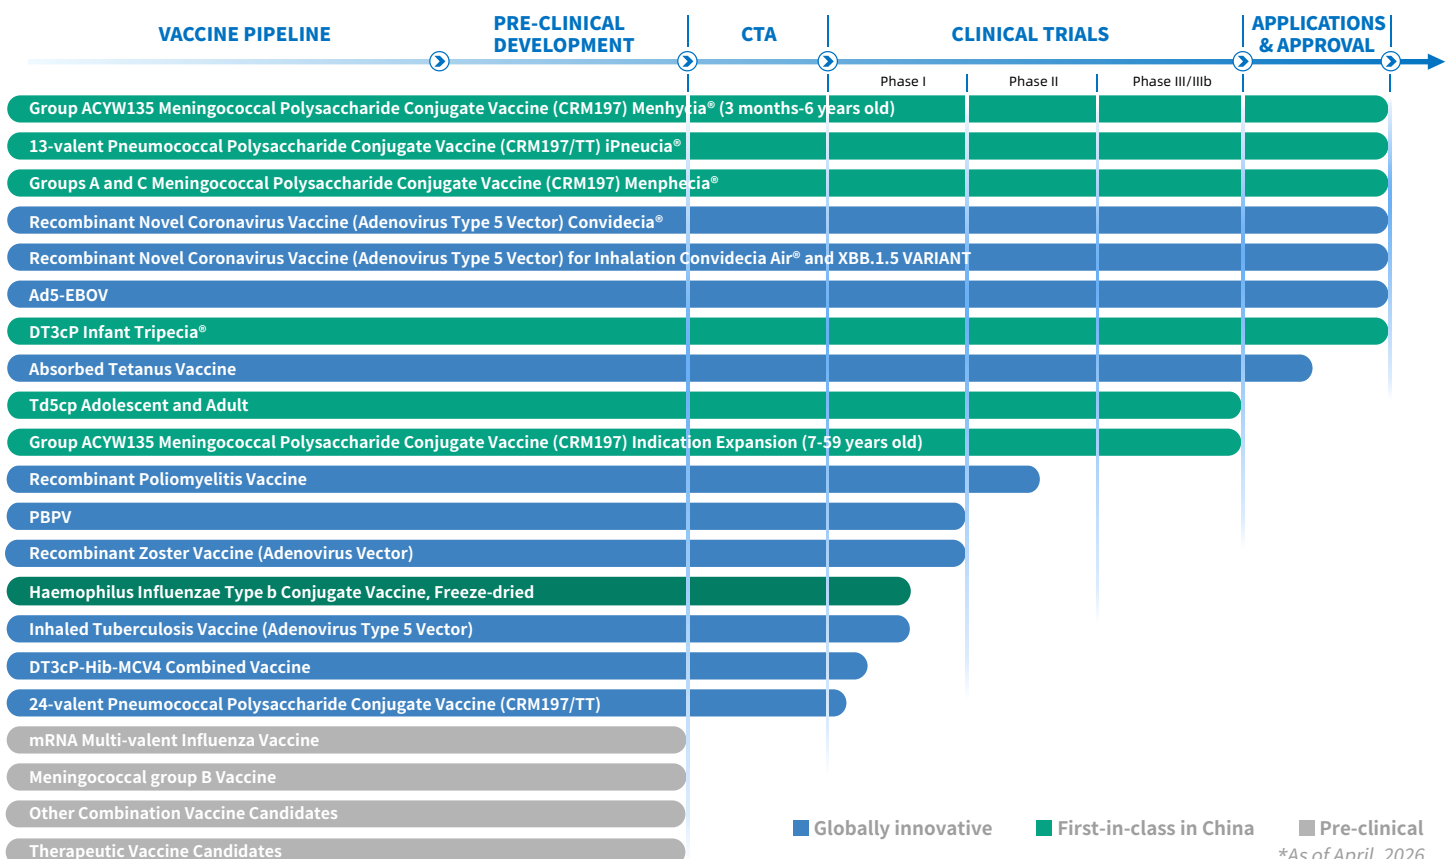 VACCINE PIPELINE
PRE-CLINICAL
DEVELOPMENT
CTA
CLINICAL TRIALS
APPLICATIONS
& APPROVAL
Phase I
Phase II
Phase III/IIIb
Group ACYW135 Meningococcal Polysaccharide Conjugate Vaccine (CRM197) Menhycia® (3 months-6 years old)
13-valent Pneumococcal Polysaccharide Conjugate Vaccine (CRM197/TT) iPneucia®
Groups A and C Meningococcal Polysaccharide Conjugate Vaccine (CRM197) Menphecia®
Recombinant Novel Coronavirus Vaccine (Adenovirus Type 5 Vector) Convidecia®
Recombinant Novel Coronavirus Vaccine (Adenovirus Type 5 Vector) for Inhalation Convidecia Air® and XBB.1.5 VARIANT
Ad5-EBOV
DT3cP Infant Tripecia®
Absorbed Tetanus Vaccine
Td5cp Adolescent and Adult
Group ACYW135 Meningococcal Polysaccharide Conjugate Vaccine (CRM197) Indication Expansion (7-59 years old)
Recombinant Poliomyelitis Vaccine
PBPV
Recombinant Zoster Vaccine (Adenovirus Vector)
Haemophilus Influenzae Type b Conjugate Vaccine, Freeze-dried
Inhaled Tuberculosis Vaccine (Adenovirus Type 5 Vector)
DT3cP-Hib-MCV4 Combined Vaccine
24-valent Pneumococcal Polysaccharide Conjugate Vaccine (CRM197/TT)
mRNA Multi-valent Influenza Vaccine
Meningococcal group B Vaccine
Other Combination Vaccine Candidates
Therapeutic Vaccine Candidates
Globally innovative
First-in-class in China
Pre-clinical
*As of April, 2026